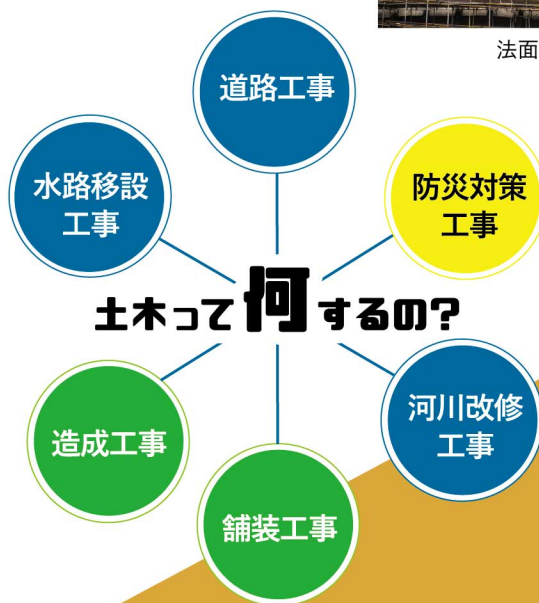 法面
道路工事
水路移設
工事
防災対策
工事
土木って何するの?
造成工事
河川改修
工事
舗装工事